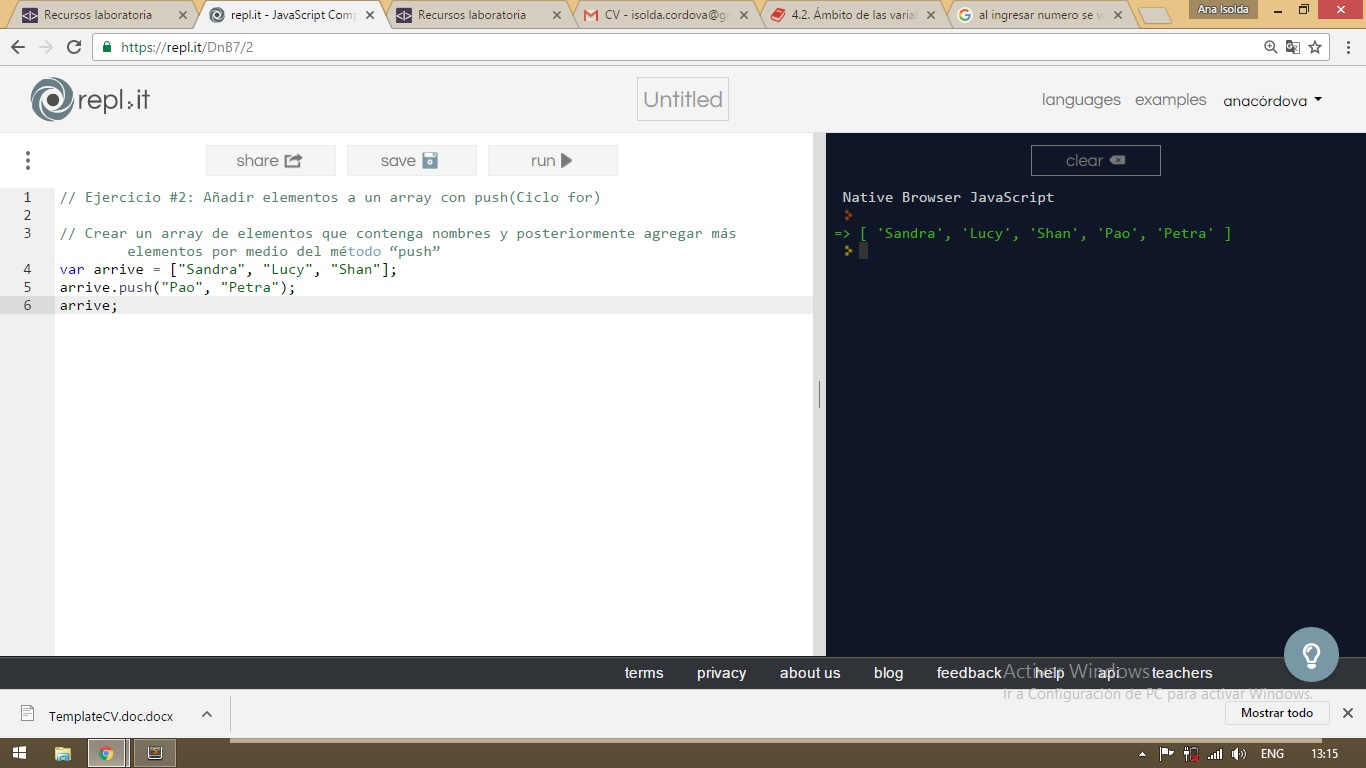 Recursos laboratoria
repl.it - JavaScript Com
Recursos laboratoria
CV - isolda.cordova@g
4.2. Ámbito de las varia
al ingresar numero se v
Ana Isolda
https://repl.it/DnB7/2
repl.it
Untitled
languages examples anacórdova
share save run
clear
1 // Ejercicio #2: Añadir elementos a un array con push(Ciclo for)
2
3 // Crear un array de elementos que contenga nombres y posteriormente agregar más
elementos por medio del método “push”
4 var arrive = ["Sandra", "Lucy", "Shan"];
5 arrive.push("Pao", "Petra");
6 arrive;
Native Browser JavaScript
=> [ 'Sandra', 'Lucy', 'Shan', 'Pao', 'Petra' ]
terms privacy about us blog feedback help api teachers
Activar Windows
Ir a Configuración de PC para activar Windows.
TemplateCV.doc.docx
Mostrar todo
ENG 13:15